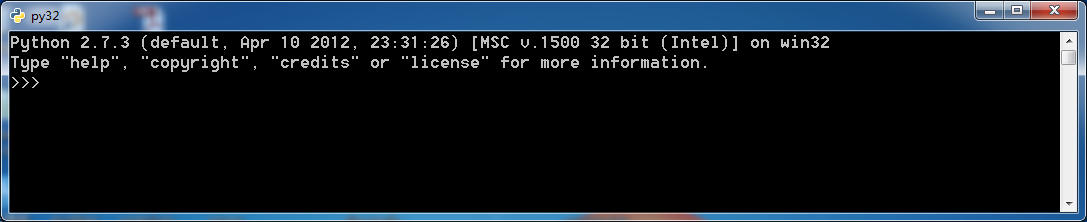 py32
Python 2.7.3 (default, Apr 10 2012, 23:31:26) [MSC v.1500 32 bit (Intel)] on win32
Type "help", "copyright", "credits" or "license" for more information.
>>>